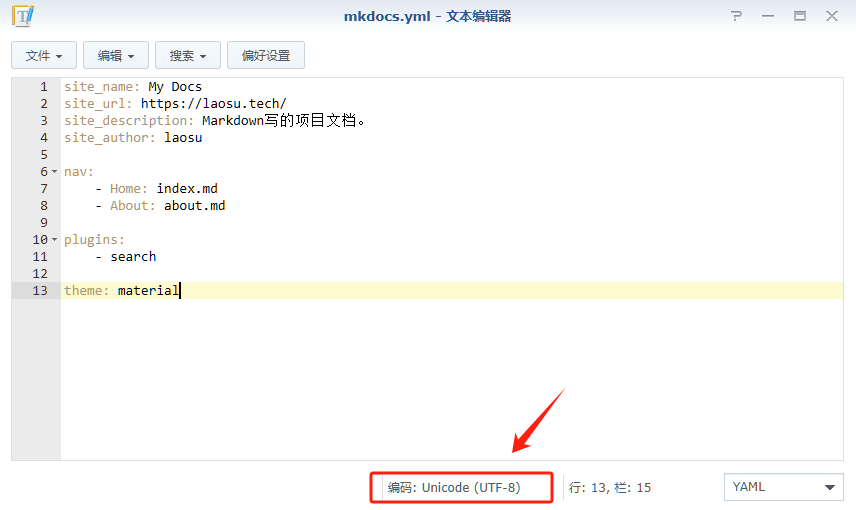 mkdocs.yml - 文本编辑器
文件 编辑 搜索 偏好设置
1 site_name: My Docs
2 site_url: https://laosu.tech/
3 site_description: Markdown写的项目文档。
4 site_author: laosu
5
6 nav:
7     - Home: index.md
8     - About: about.md
9
10 plugins:
11     - search
12
13 theme: material
编码: Unicode (UTF-8) 行: 13, 栏: 15 YAML